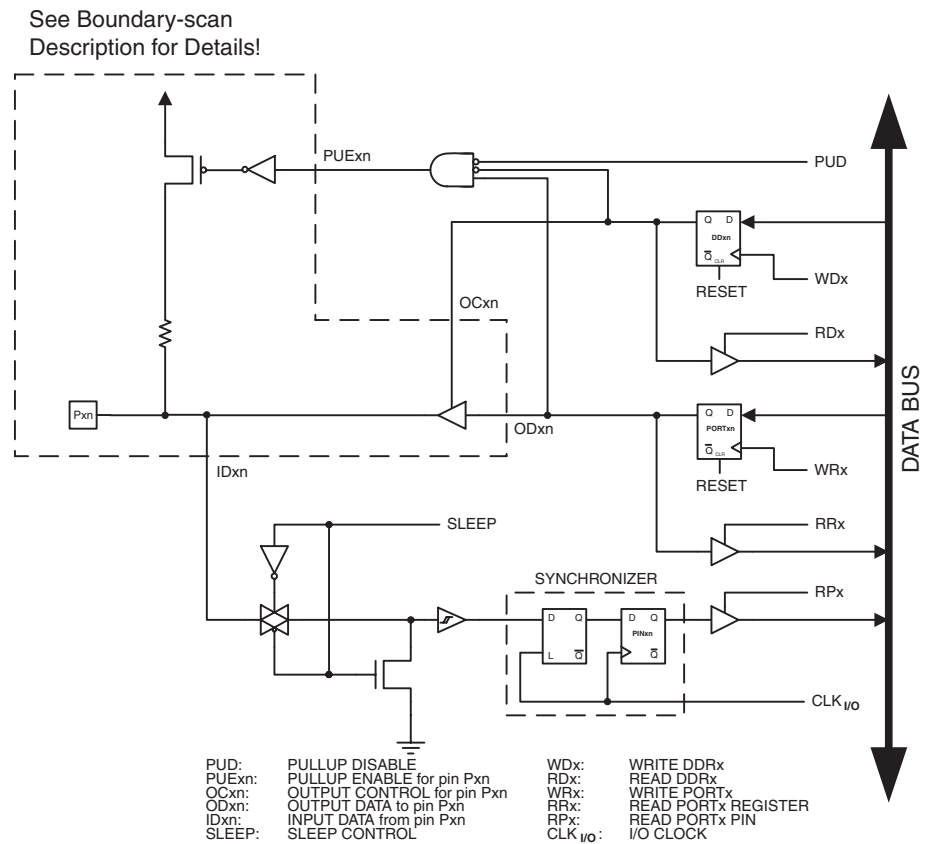 See Boundary-scan
Description for Details!
PUExn
PUD
Q D
DDxn
Q CLR
WDx
RESET
OCxn
RDx
Pxn
ODxn
Q D
PORTxn
Q CLR
WRx
RESET
IDxn
DATA BUS
SLEEP
RRx
SYNCHRONIZER
RPx
D Q
L Q
D Q
PINxn
Q
CLK I/O
PUD: PULLUP DISABLE
PUExn: PULLUP ENABLE for pin Pxn
OCxn: OUTPUT CONTROL for pin Pxn
ODxn: OUTPUT DATA to pin Pxn
IDxn: INPUT DATA from pin Pxn
SLEEP: SLEEP CONTROL
WDx: WRITE DDRx
RDx: READ DDRx
WRx: WRITE PORTx
RRx: READ PORTx REGISTER
RPx: READ PORTx PIN
CLK I/O: I/O CLOCK